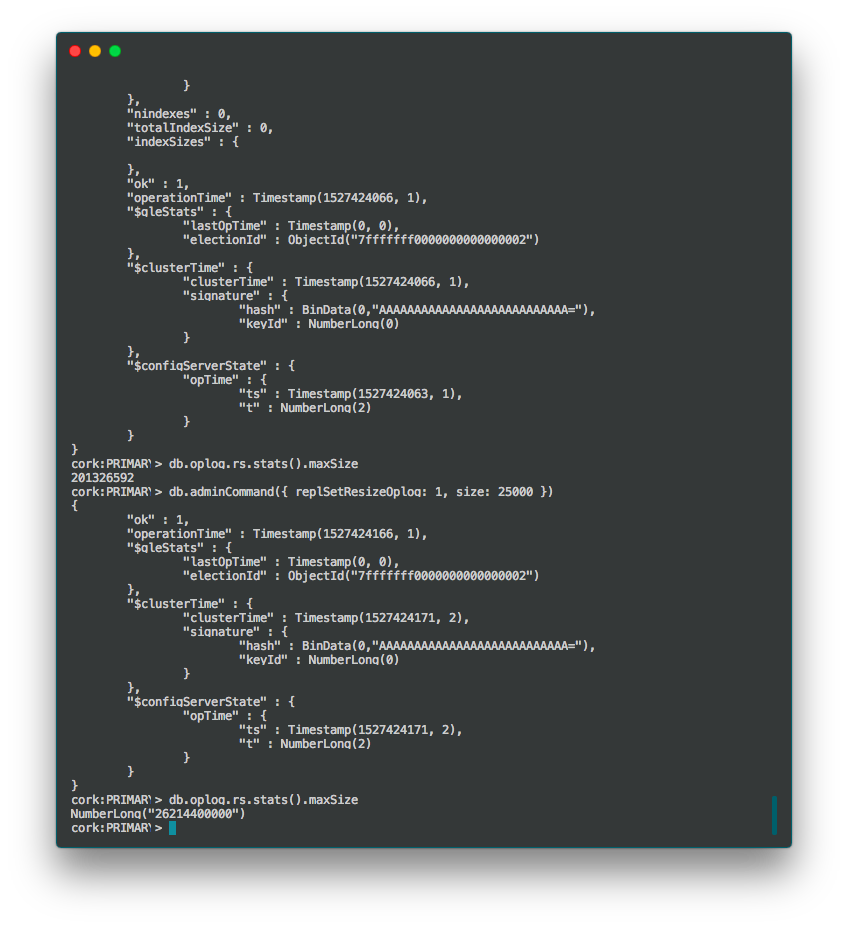 }
        },
        "nindexes" : 0,
        "totalIndexSize" : 0,
        "indexSizes" : {

        },
        "ok" : 1,
        "operationTime" : Timestamp(1527424066, 1),
        "$gleStats" : {
                "lastOpTime" : Timestamp(0, 0),
                "electionId" : ObjectId("7fffffff0000000000000002")
        },
        "$clusterTime" : {
                "clusterTime" : Timestamp(1527424066, 1),
                "signature" : {
                        "hash" : BinData(0,"AAAAAAAAAAAAAAAAAAAAAAAAAAA="),
                        "keyId" : NumberLong(0)
                }
        },
        "$configServerState" : {
                "opTime" : {
                        "ts" : Timestamp(1527424063, 1),
                        "t" : NumberLong(2)
                }
        }
}
cork:PRIMARY> db.oplog.rs.stats().maxSize
201326592
cork:PRIMARY> db.adminCommand({ replSetResizeOplog: 1, size: 25000 })
{
        "ok" : 1,
        "operationTime" : Timestamp(1527424166, 1),
        "$gleStats" : {
                "lastOpTime" : Timestamp(0, 0),
                "electionId" : ObjectId("7fffffff0000000000000002")
        },
        "$clusterTime" : {
                "clusterTime" : Timestamp(1527424171, 2),
                "signature" : {
                        "hash" : BinData(0,"AAAAAAAAAAAAAAAAAAAAAAAAAAA="),
                        "keyId" : NumberLong(0)
                }
        },
        "$configServerState" : {
                "opTime" : {
                        "ts" : Timestamp(1527424171, 2),
                        "t" : NumberLong(2)
                }
        }
}
cork:PRIMARY> db.oplog.rs.stats().maxSize
NumberLong("26214400000")
cork:PRIMARY>